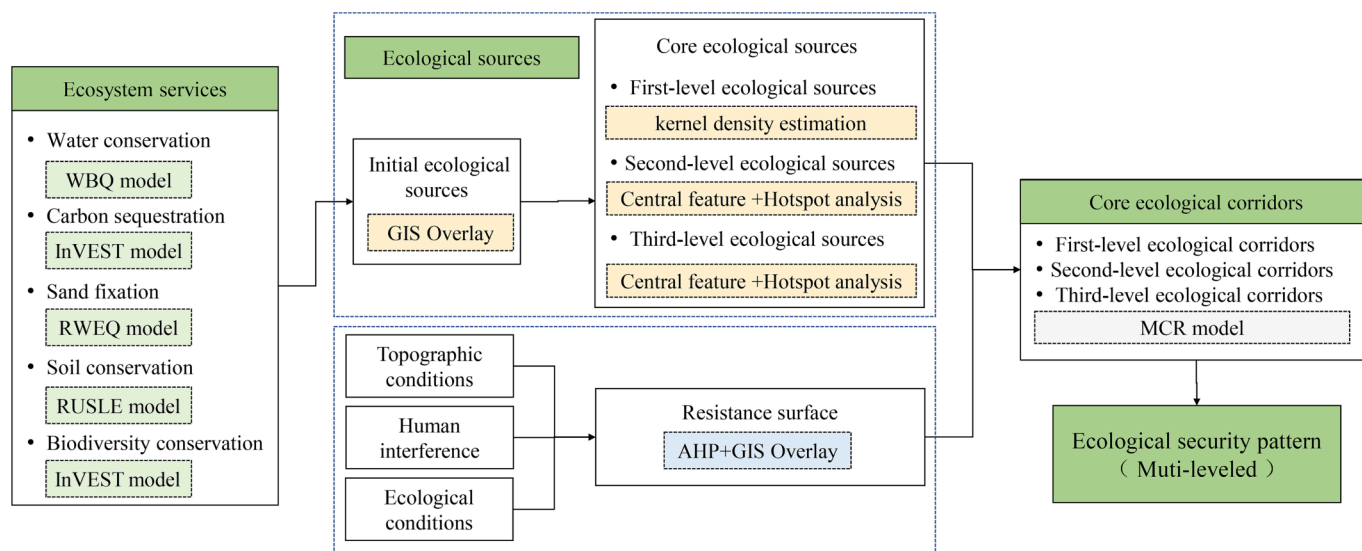 Ecosystem services
• Water conservation
WBQ model
• Carbon sequestration
InVEST model
• Sand fixation
RWEQ model
• Soil conservation
RUSLE model
• Biodiversity conservation
InVEST model
Ecological sources
Initial ecological
sources
GIS Overlay
Core ecological sources
• First-level ecological sources
kernel density estimation
• Second-level ecological sources
Central feature +Hotspot analysis
• Third-level ecological sources
Central feature +Hotspot analysis
Topographic
conditions
Human
interference
Ecological
conditions
Resistance surface
AHP+GIS Overlay
Core ecological corridors
• First-level ecological corridors
• Second-level ecological corridors
• Third-level ecological corridors
MCR model
Ecological security pattern
（ Muti-leveled ）